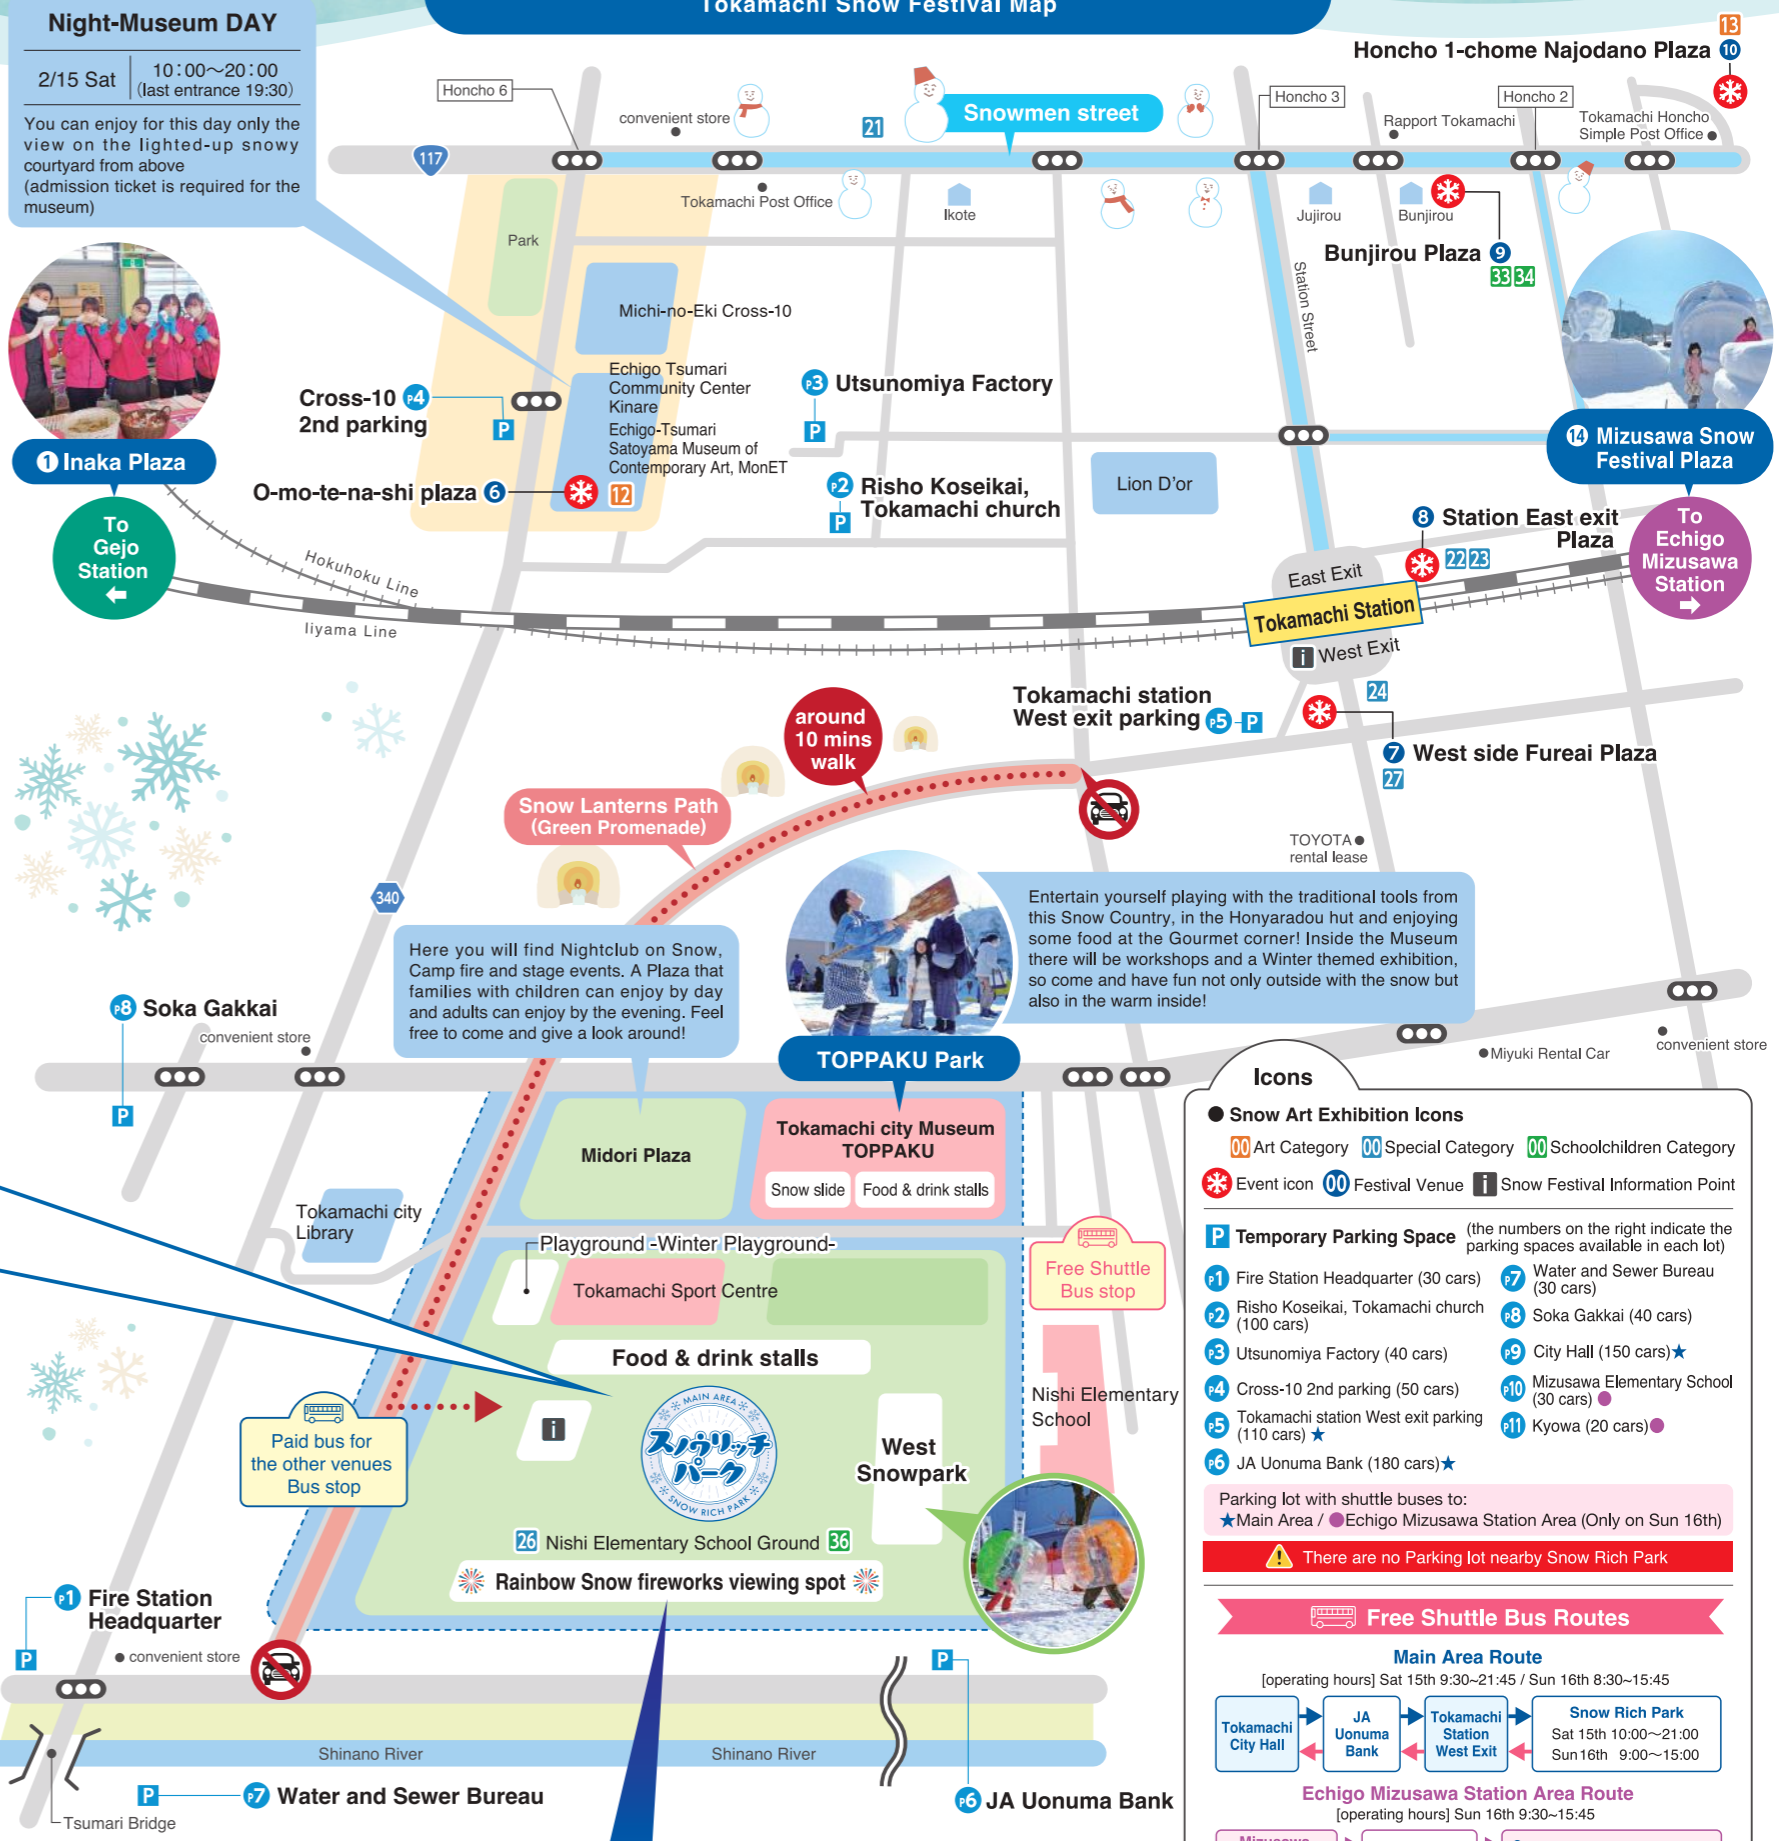 Tokamachi Snow Festival Map
Night-Museum DAY
2/15 Sat
10:00～20:00
(last entrance 19:30)
You can enjoy for this day only the
view on the lighted-up snowy
courtyard from above
(admission ticket is required for the
museum)
13
Honcho 1-chome Najodano Plaza 10
Honcho 6
convenient store
21
Snowmen street
Honcho 3
Honcho 2
Rapport Tokamachi
Tokamachi Honcho
Simple Post Office
117
Tokamachi Post Office
Ikote
Jujirou
Bunjirou
Park
Bunjirou Plaza 9
33 34
Station Street
Michi-no-Eki Cross-10
Echigo Tsumari
Community Center
Kinare
Echigo-Tsumari
Satoyama Museum of
Contemporary Art, MonET
Cross-10 P4
2nd parking
P
P3 Utsunomiya Factory
P
1 Inaka Plaza
14 Mizusawa Snow
Festival Plaza
O-mo-te-na-shi plaza 6
12
P2 Risho Koseikai,
Tokamachi church
P
Lion D'or
To
Gejo
Station
8 Station East exit
Plaza
22 23
To
Echigo
Mizusawa
Station
Hokuhoku Line
Iiyama Line
East Exit
Tokamachi Station
i West Exit
Tokamachi station
West exit parking P5 P
24
7 West side Fureai Plaza
27
around
10 mins
walk
Snow Lanterns Path
(Green Promenade)
TOYOTA
rental lease
340
Here you will find Nightclub on Snow,
Camp fire and stage events. A Plaza that
families with children can enjoy by day
and adults can enjoy by the evening. Feel
free to come and give a look around!
Entertain yourself playing with the traditional tools from
this Snow Country, in the Honyaradou hut and enjoying
some food at the Gourmet corner! Inside the Museum
there will be workshops and a Winter themed exhibition,
so come and have fun not only outside with the snow but
also in the warm inside!
P8 Soka Gakkai
convenient store
P
TOPPAKU Park
Miyuki Rental Car
convenient store
Midori Plaza
Tokamachi city Museum
TOPPAKU
Snow slide
Food & drink stalls
Tokamachi city
Library
Playground -Winter Playground-
Tokamachi Sport Centre
Free Shuttle
Bus stop
Food & drink stalls
Nishi Elementary
School
i
MAIN AREA
スノウリッチ
パーク
SNOW RICH PARK
West
Snowpark
Paid bus for
the other venues
Bus stop
26 Nishi Elementary School Ground 36
Rainbow Snow fireworks viewing spot
P1 Fire Station
Headquarter
P
convenient store
P
Shinano River
Shinano River
P
P7 Water and Sewer Bureau
P6 JA Uonuma Bank
Tsumari Bridge
Icons
● Snow Art Exhibition Icons
00 Art Category 00 Special Category 00 Schoolchildren Category
Event icon 00 Festival Venue i Snow Festival Information Point
P Temporary Parking Space (the numbers on the right indicate the
parking spaces available in each lot)
P1 Fire Station Headquarter (30 cars)
P2 Risho Koseikai, Tokamachi church
(100 cars)
P3 Utsunomiya Factory (40 cars)
P4 Cross-10 2nd parking (50 cars)
P5 Tokamachi station West exit parking
(110 cars) ★
P6 JA Uonuma Bank (180 cars)★
P7 Water and Sewer Bureau
(30 cars)
P8 Soka Gakkai (40 cars)
P9 City Hall (150 cars)★
P10 Mizusawa Elementary School
(30 cars) ●
P11 Kyowa (20 cars)●
Parking lot with shuttle buses to:
★Main Area / ●Echigo Mizusawa Station Area (Only on Sun 16th)
There are no Parking lot nearby Snow Rich Park
Free Shuttle Bus Routes
Main Area Route
[operating hours] Sat 15th 9:30~21:45 / Sun 16th 8:30~15:45
Tokamachi
City Hall
JA
Uonuma
Bank
Tokamachi
Station
West Exit
Snow Rich Park
Sat 15th 10:00～21:00
Sun16th 9:00～15:00
Echigo Mizusawa Station Area Route
[operating hours] Sun 16th 9:30~15:45
Mizusawa